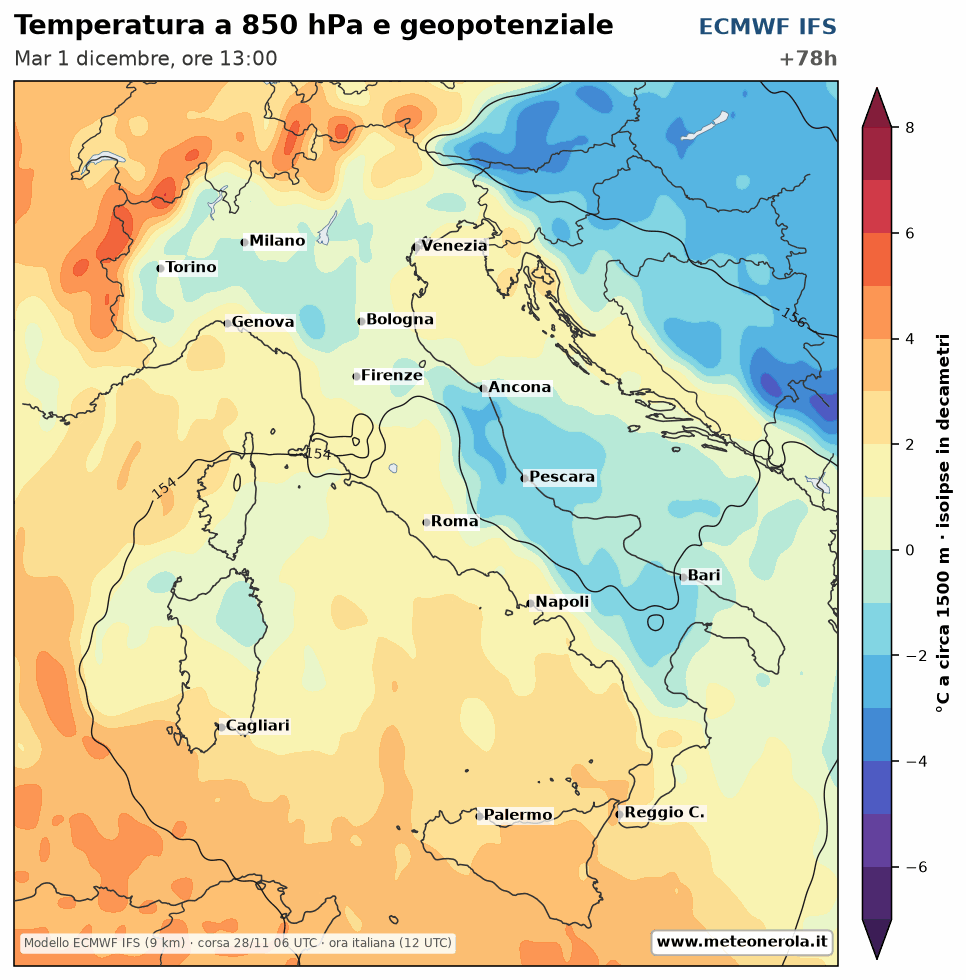 Temperatura a 850 hPa e geopotenziale
ECMWF IFS
Mar 1 dicembre, ore 13:00
+78h
Milano
Venezia
Torino
Genova
Bologna
156
Firenze
Ancona
154
154
Pescara
Roma
Bari
Napoli
Cagliari
Palermo
Reggio C.
8
6
4
2
0
−2
−4
−6
°C a circa 1500 m · isoipse in decametri
Modello ECMWF IFS (9 km) · corsa 28/11 06 UTC · ora italiana (12 UTC)
www.meteonerola.it